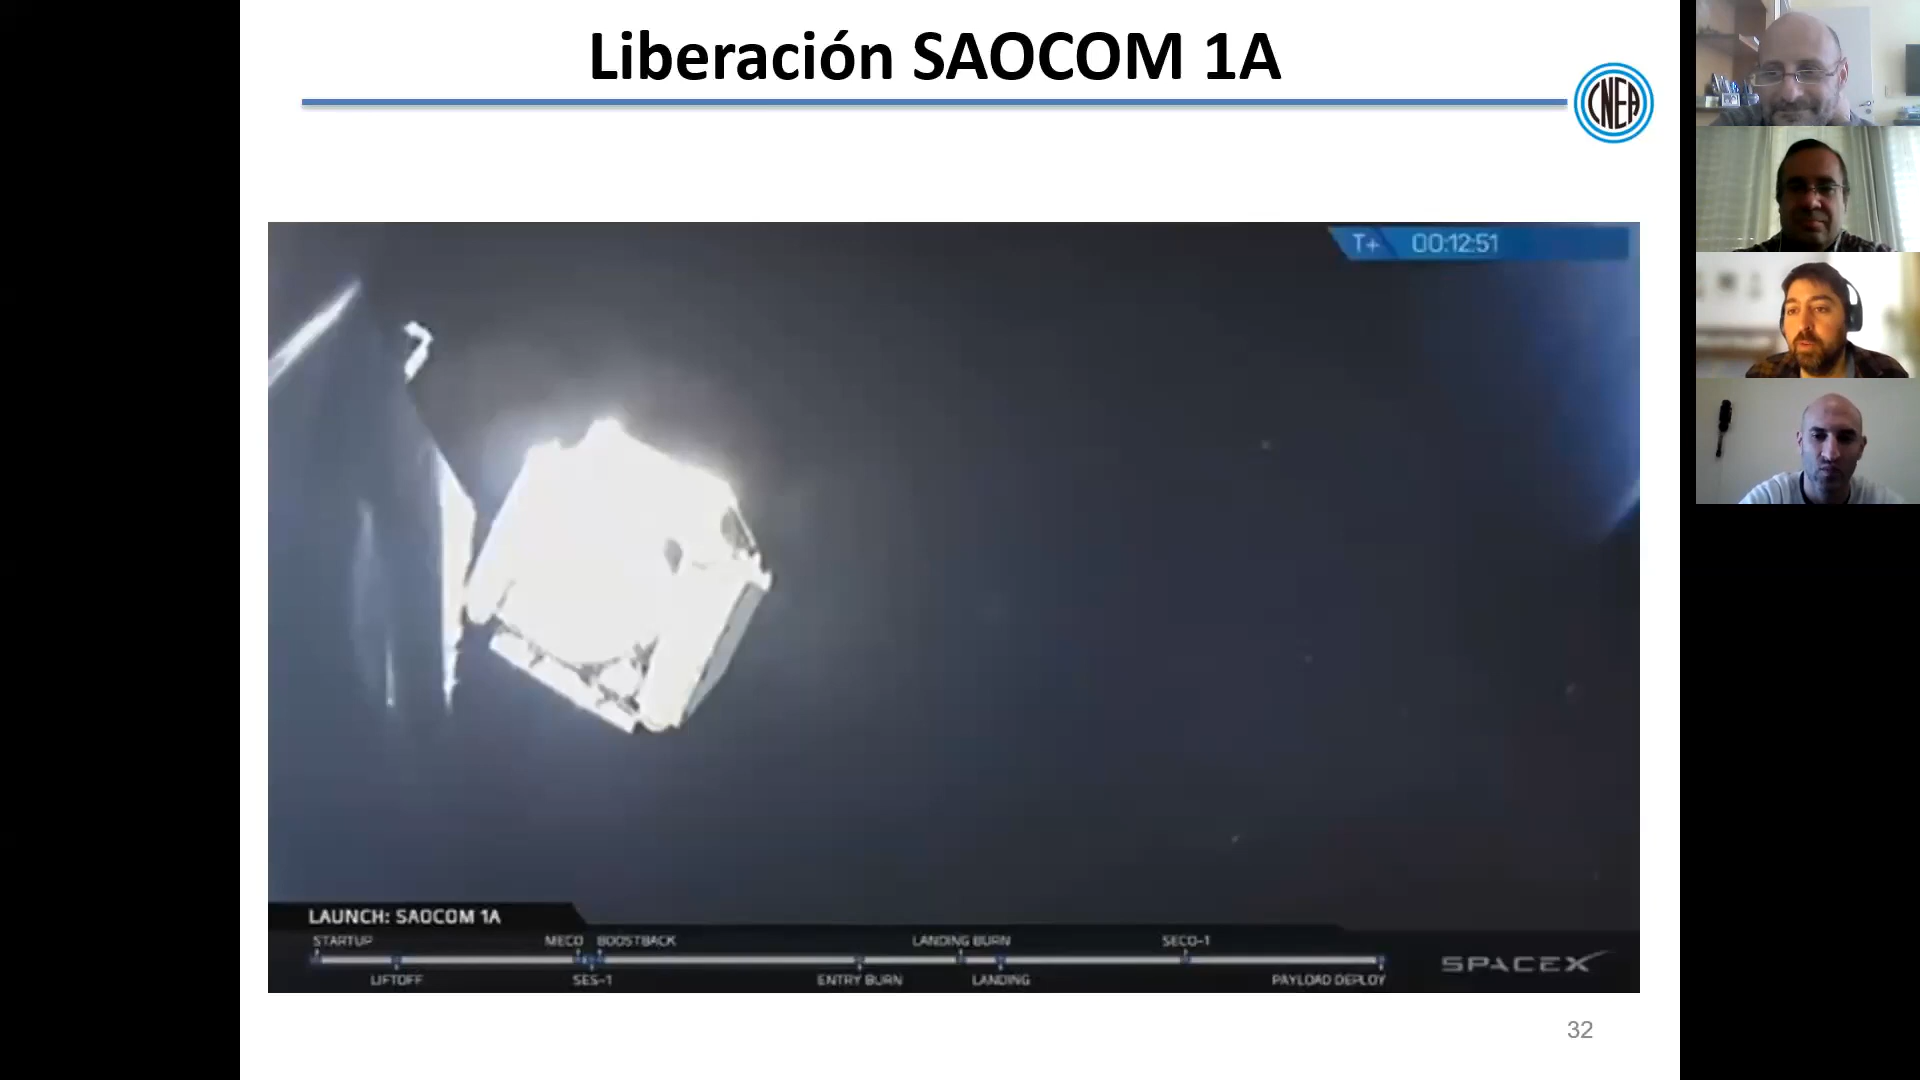 Liberación SAOCOM 1A
CNEA
T+ 00:12:51
LAUNCH: SAOCOM 1A
STARTUP MECO BOOSTBACK LANDING BURN SECO-1
LIFTOFF SES-1 ENTRY BURN LANDING PAYLOAD DEPLOY
SPACEX
32